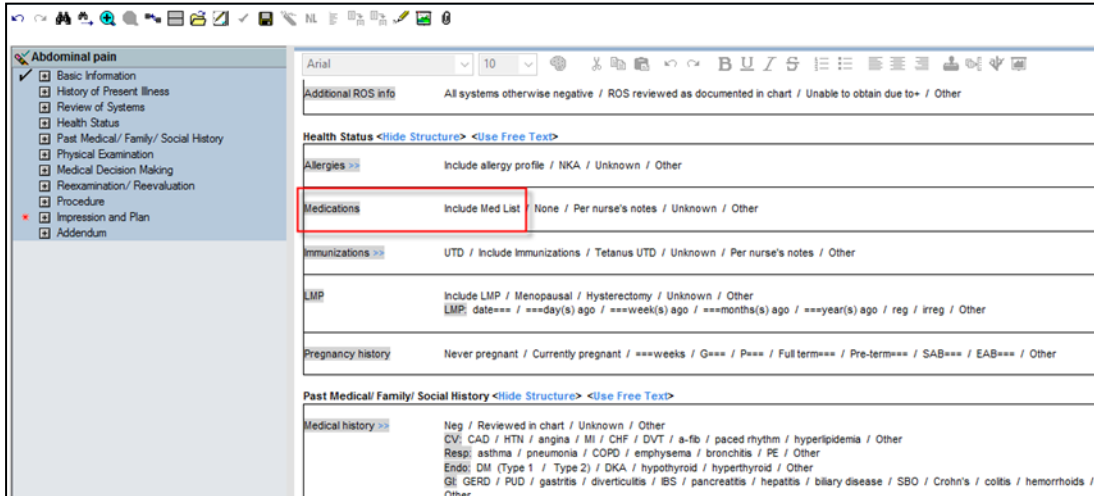 NL
Abdominal pain
Basic Information
History of Present Illness
Review of Systems
Health Status
Past Medical/ Family/ Social History
Physical Examination
Medical Decision Making
Reexamination/ Reevaluation
Procedure
Impression and Plan
Addendum
Arial 10 B U I S
Additional ROS info All systems otherwise negative / ROS reviewed as documented in chart / Unable to obtain due to+ / Other
Health Status <Hide Structure> <Use Free Text>
Allergies >> Include allergy profile / NKA / Unknown / Other
Medications Include Med List / None / Per nurse's notes / Unknown / Other
Immunizations >> UTD / Include Immunizations / Tetanus UTD / Unknown / Per nurse's notes / Other
LMP Include LMP / Menopausal / Hysterectomy / Unknown / Other
LMP: date=== / ===day(s) ago / ===week(s) ago / ===months(s) ago / ===year(s) ago / reg / irreg / Other
Pregnancy history Never pregnant / Currently pregnant / ===weeks / G=== / P=== / Full term=== / Pre-term=== / SAB=== / EAB=== / Other
Past Medical/ Family/ Social History <Hide Structure> <Use Free Text>
Medical history >> Neg / Reviewed in chart / Unknown / Other
CV: CAD / HTN / angina / MI / CHF / DVT / a-fib / paced rhythm / hyperlipidemia / Other
Resp: asthma / pneumonia / COPD / emphysema / bronchitis / PE / Other
Endo: DM (Type 1 / Type 2) / DKA / hypothyroid / hyperthyroid / Other
GI: GERD / PUD / gastritis / diverticulitis / IBS / pancreatitis / hepatitis / biliary disease / SBO / Crohn's / colitis / hemorrhoids /
Other